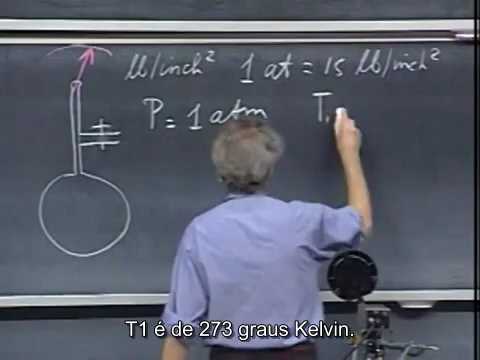 lb/inch² 1 at = 15 lb/inch²
P = 1 atm T₁
T1 é de 273 graus Kelvin.